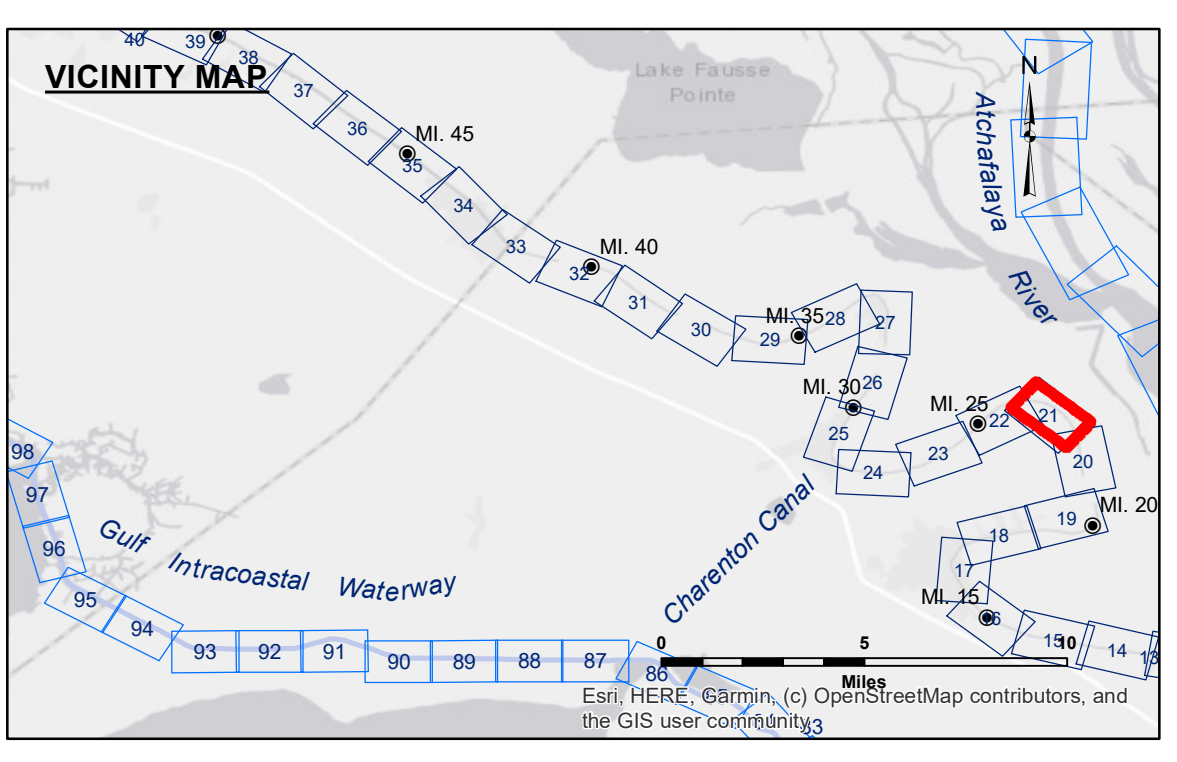 40
39
38
VICINITY MAP
37
36
MI. 45
35
34
33
MI. 40
32
31
30
MI. 35
29
28
27
Lake Fausse
Pointe
N
Atchafalaya
River
26
MI. 30
25
24
23
MI. 25
22
21
20
MI. 20
19
18
17
MI. 15
16
15
14
13
Charenton Canal
98
97
96
95
94
93
92
91
90
89
88
87
86
83
Gulf Intracoastal Waterway
0 5 10
Miles
Esri, HERE, Garmin, (c) OpenStreetMap contributors, and
the GIS user community